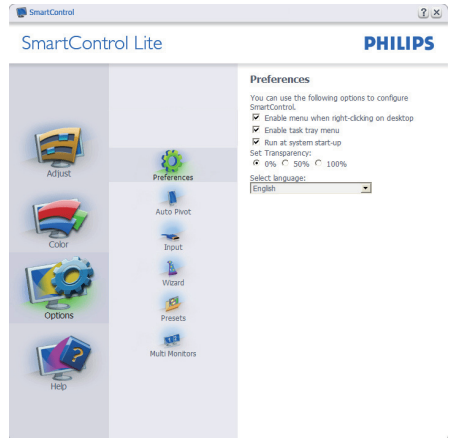 SmartControl
SmartControl Lite
PHILIPS
Adjust
Color
Options
Help
Preferences
Auto Pivot
Input
Wizard
Presets
Multi Monitors
Preferences
You can use the following options to configure
SmartControl.
Enable menu when right-clicking on desktop
Enable task tray menu
Run at system start-up
Set Transparency:
0% 50% 100%
Select language:
English